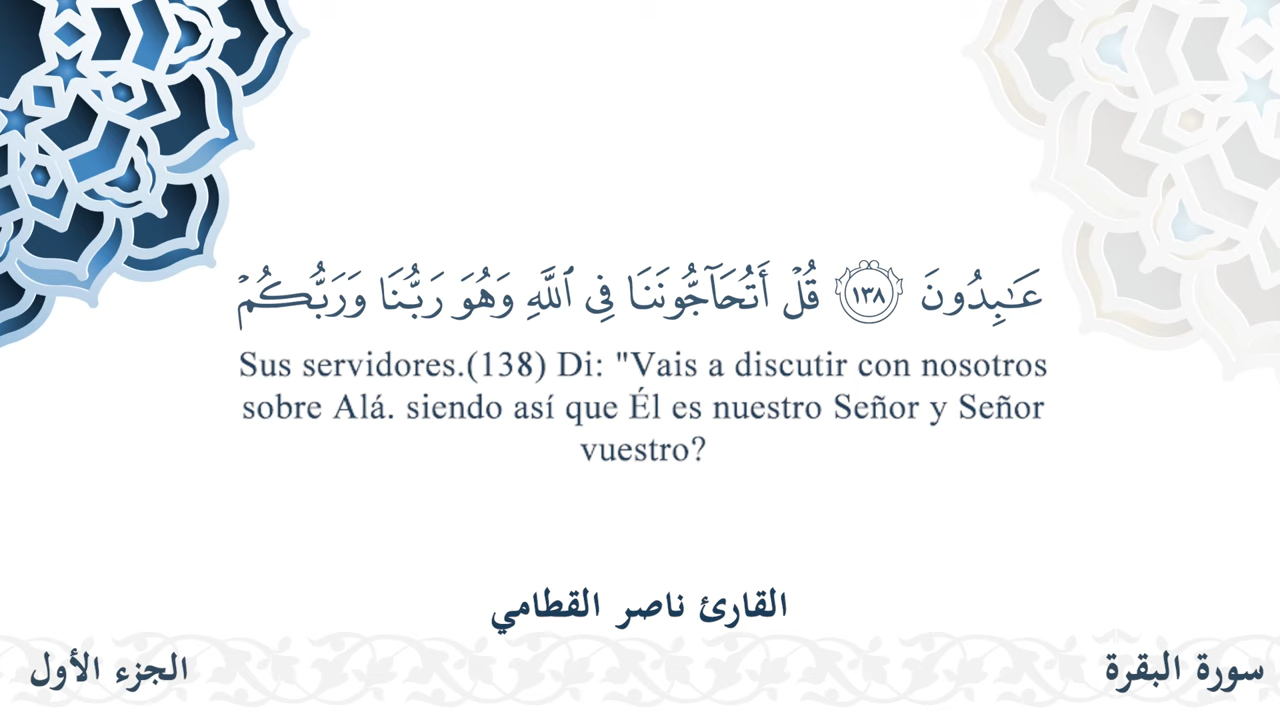 عَـٰبِدُونَ ١٣٨ قُلْ أَتُحَآجُّونَنَا فِى ٱللَّهِ وَهُوَ رَبُّنَا وَرَبُّكُمْ
Sus servidores.(138) Di: "Vais a discutir con nosotros
sobre Alá. siendo así que Él es nuestro Señor y Señor
vuestro?
القارئ ناصر القطامي
سورة البقرة
الجزء الأول